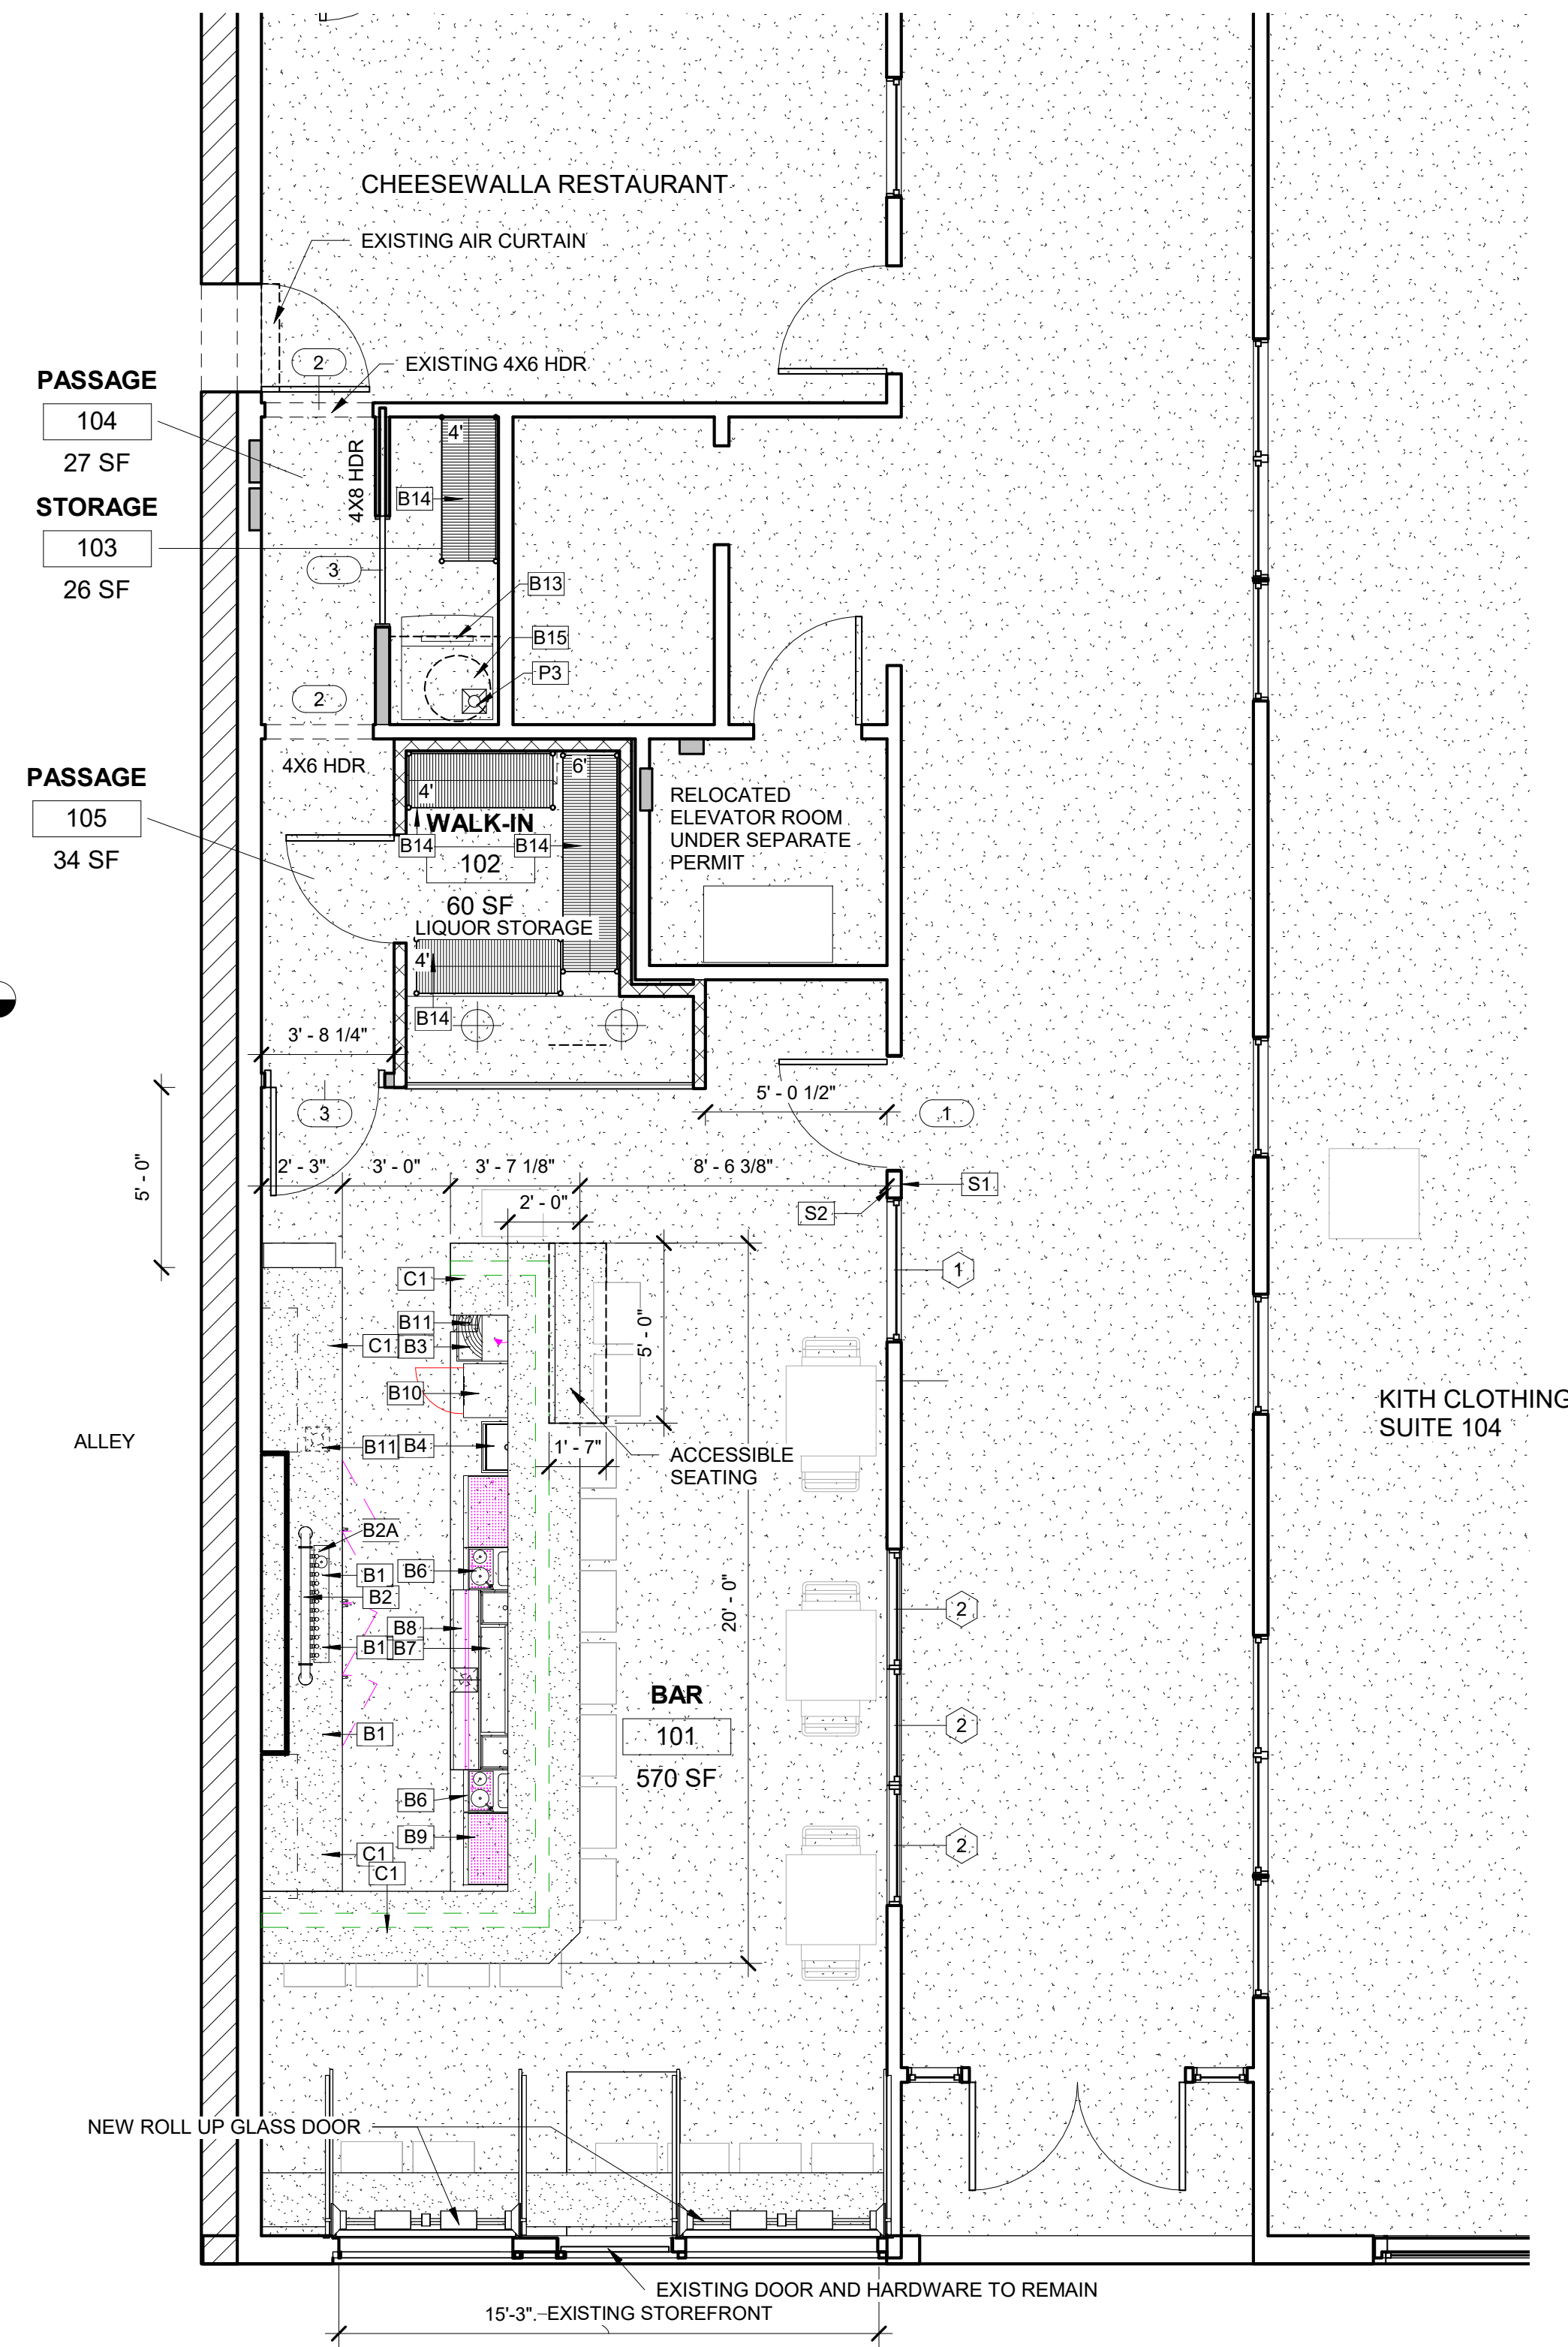 CHEESEWALLA RESTAURANT
EXISTING AIR CURTAIN
2
EXISTING 4X6 HDR
PASSAGE
104
27 SF
4'
4X8 HDR
B14
STORAGE
103
26 SF
3
B13
B15
P3
2
4X6 HDR
6'
4'
PASSAGE
105
34 SF
WALK-IN
B14
B14
102
60 SF
LIQUOR STORAGE
4'
B14
RELOCATED
ELEVATOR ROOM
UNDER SEPARATE
PERMIT
3' - 8 1/4"
5' - 0 1/2"
1
3
5' - 0"
2' - 3"
3' - 0"
3' - 7 1/8"
8' - 6 3/8"
S1
2' - 0"
S2
C1
1
B11
C1
B3
5' - 0"
B10
KITH CLOTHING
SUITE 104
ALLEY
B11
B4
1' - 7"
ACCESSIBLE
SEATING
B2A
B1
B6
B2
20' - 0"
2
B8
B1
B7
BAR
101
570 SF
2
B1
B6
B9
2
C1
C1
NEW ROLL UP GLASS DOOR
EXISTING DOOR AND HARDWARE TO REMAIN
15'-3". EXISTING STOREFRONT